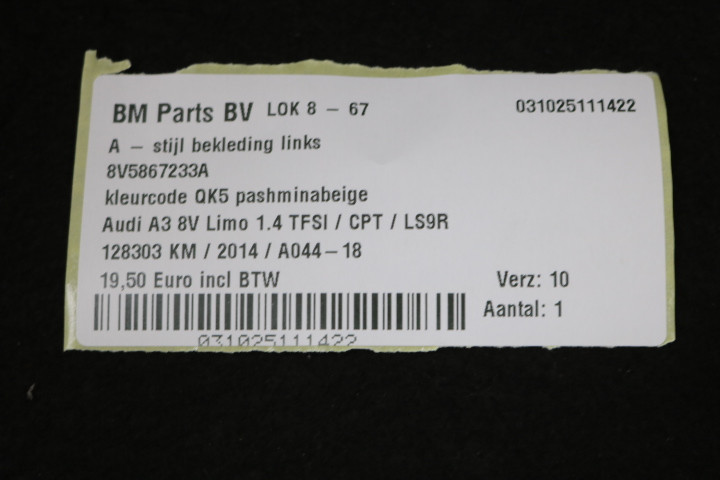 BM Parts BV LOK 8 – 67 031025111422
A – stijl bekleding links
8V5867233A
kleurcode QK5 pashminabeige
Audi A3 8V Limo 1.4 TFSI / CPT / LS9R
128303 KM / 2014 / A044–18
19,50 Euro incl BTW Verz: 10
Aantal: 1
031025111422